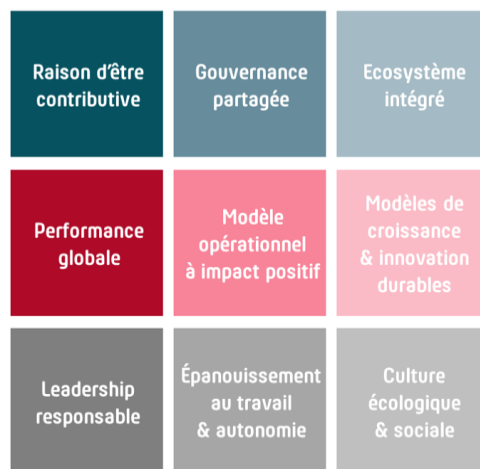 Raison d'être
contributive
Gouvernance
partagée
Ecosystème
intégré
Performance
globale
Modèle
opérationnel
à impact positif
Modèles de
croissance
& innovation
durables
Leadership
responsable
Épanouissement
au travail
& autonomie
Culture
écologique
& sociale